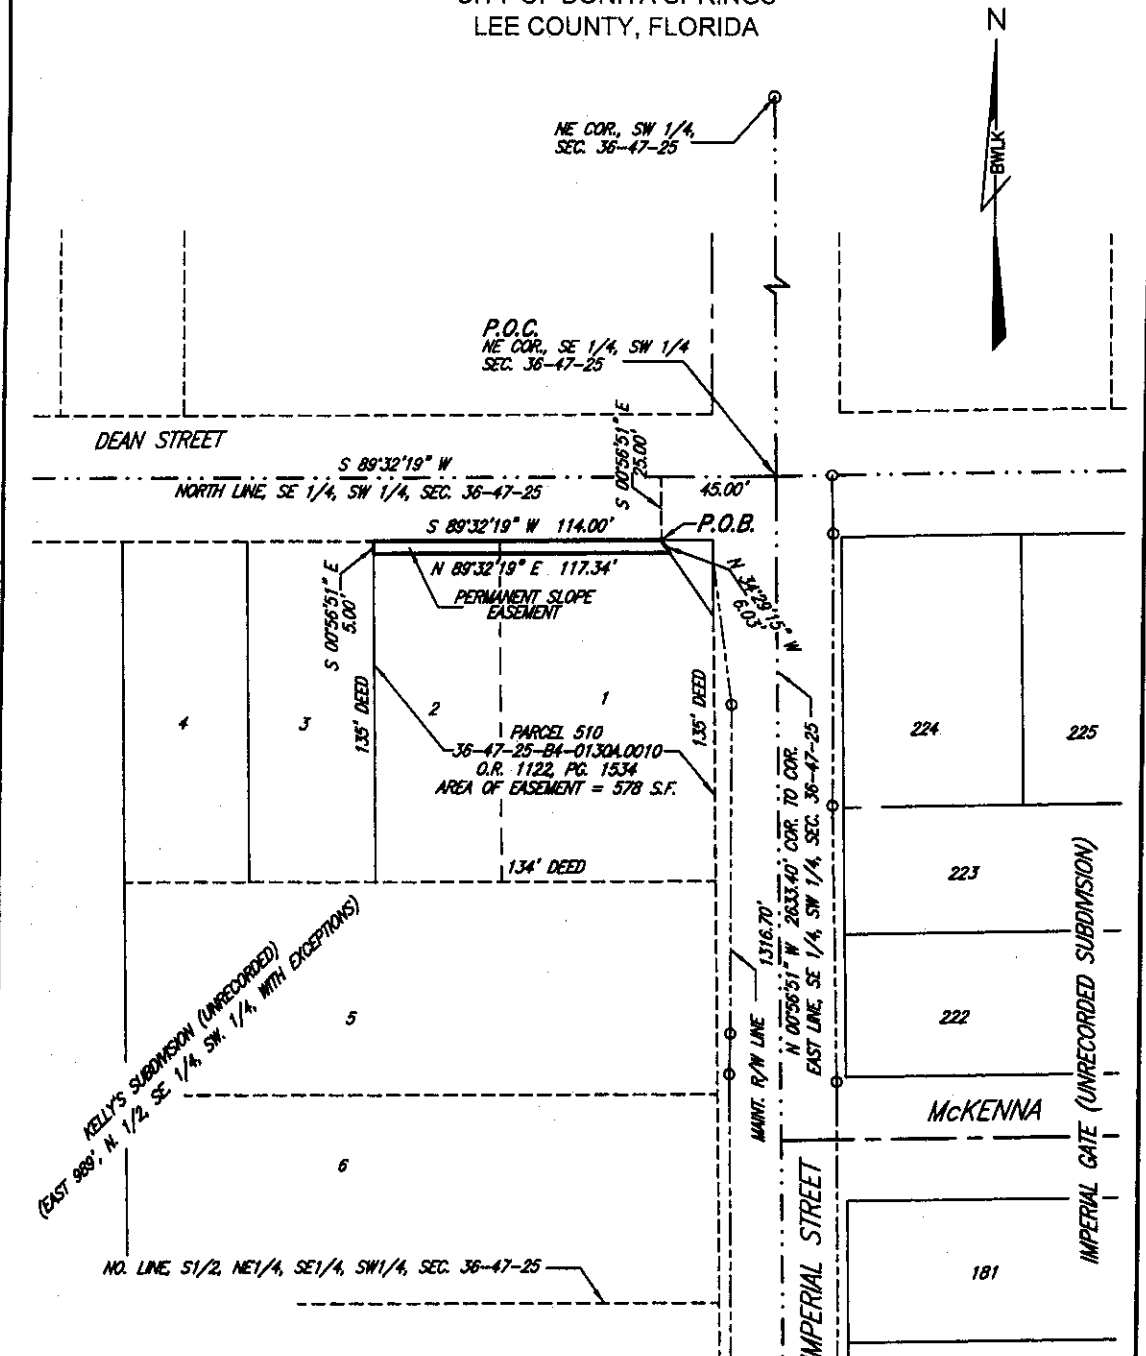 CITY OF BONITA SPRINGS
LEE COUNTY, FLORIDA
N
BWLK
NE COR., SW 1/4,
SEC. 36-47-25
P.O.C.
NE COR., SE 1/4, SW 1/4
SEC. 36-47-25
DEAN STREET
S 89°32'19" W
NORTH LINE, SE 1/4, SW 1/4, SEC. 36-47-25
S 00°56'51" E
25.00'
45.00'
S 89°32'19" W 114.00'
P.O.B.
N 89°32'19" E 117.34'
S 00°56'51" E
5.00'
PERMANENT SLOPE
EASEMENT
N 34°29'15" W
6.03'
135' DEED
135' DEED
4
3
2
1
PARCEL 510
36-47-25-B4-0130A.0010
O.R. 1122, PG. 1534
AREA OF EASEMENT = 578 S.F.
134' DEED
224
225
223
222
N 00°56'51" W 2633.40' COR. TO COR.
EAST LINE, SE 1/4, SW 1/4, SEC. 36-47-25
1316.70'
MAINT. R/W LINE
KELLY'S SUBDIVISION (UNRECORDED)
(EAST 989', N. 1/2, SE. 1/4, SW. 1/4, WITH EXCEPTIONS)
5
6
McKENNA
IMPERIAL GATE (UNRECORDED SUBDIVISION)
IMPERIAL STREET
181
NO. LINE, S1/2, NE1/4, SE1/4, SW1/4, SEC. 36-47-25